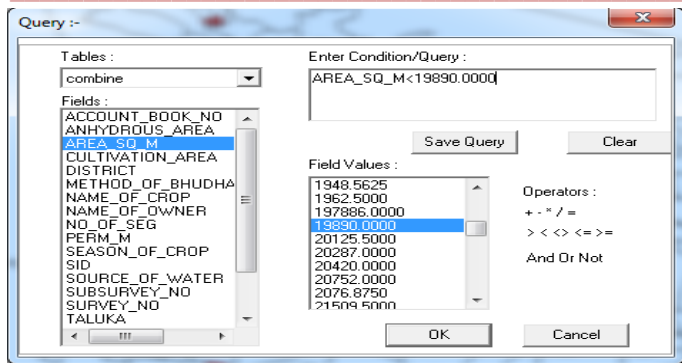 Query :-
Tables :
combine
Fields :
ACCOUNT_BOOK_NO
ANHYDROUS_AREA
AREA_SQ_M
CULTIVATION_AREA
DISTRICT
METHOD_OF_BHUDHA
NAME_OF_CROP
NAME_OF_OWNER
NO_OF_SEG
PERM_M
SEASON_OF_CROP
SID
SOURCE_OF_WATER
SUBSURVEY_NO
SURVEY_NO
TALUKA
Enter Condition/Query :
AREA_SQ_M<19890.0000
Save Query
Clear
Field Values :
1948.5625
1962.5000
197886.0000
19890.0000
20125.5000
20287.0000
20420.0000
20752.0000
2076.8750
21509.5000
Operators :
+ - * / =
> < <> <= >=
And Or Not
OK
Cancel